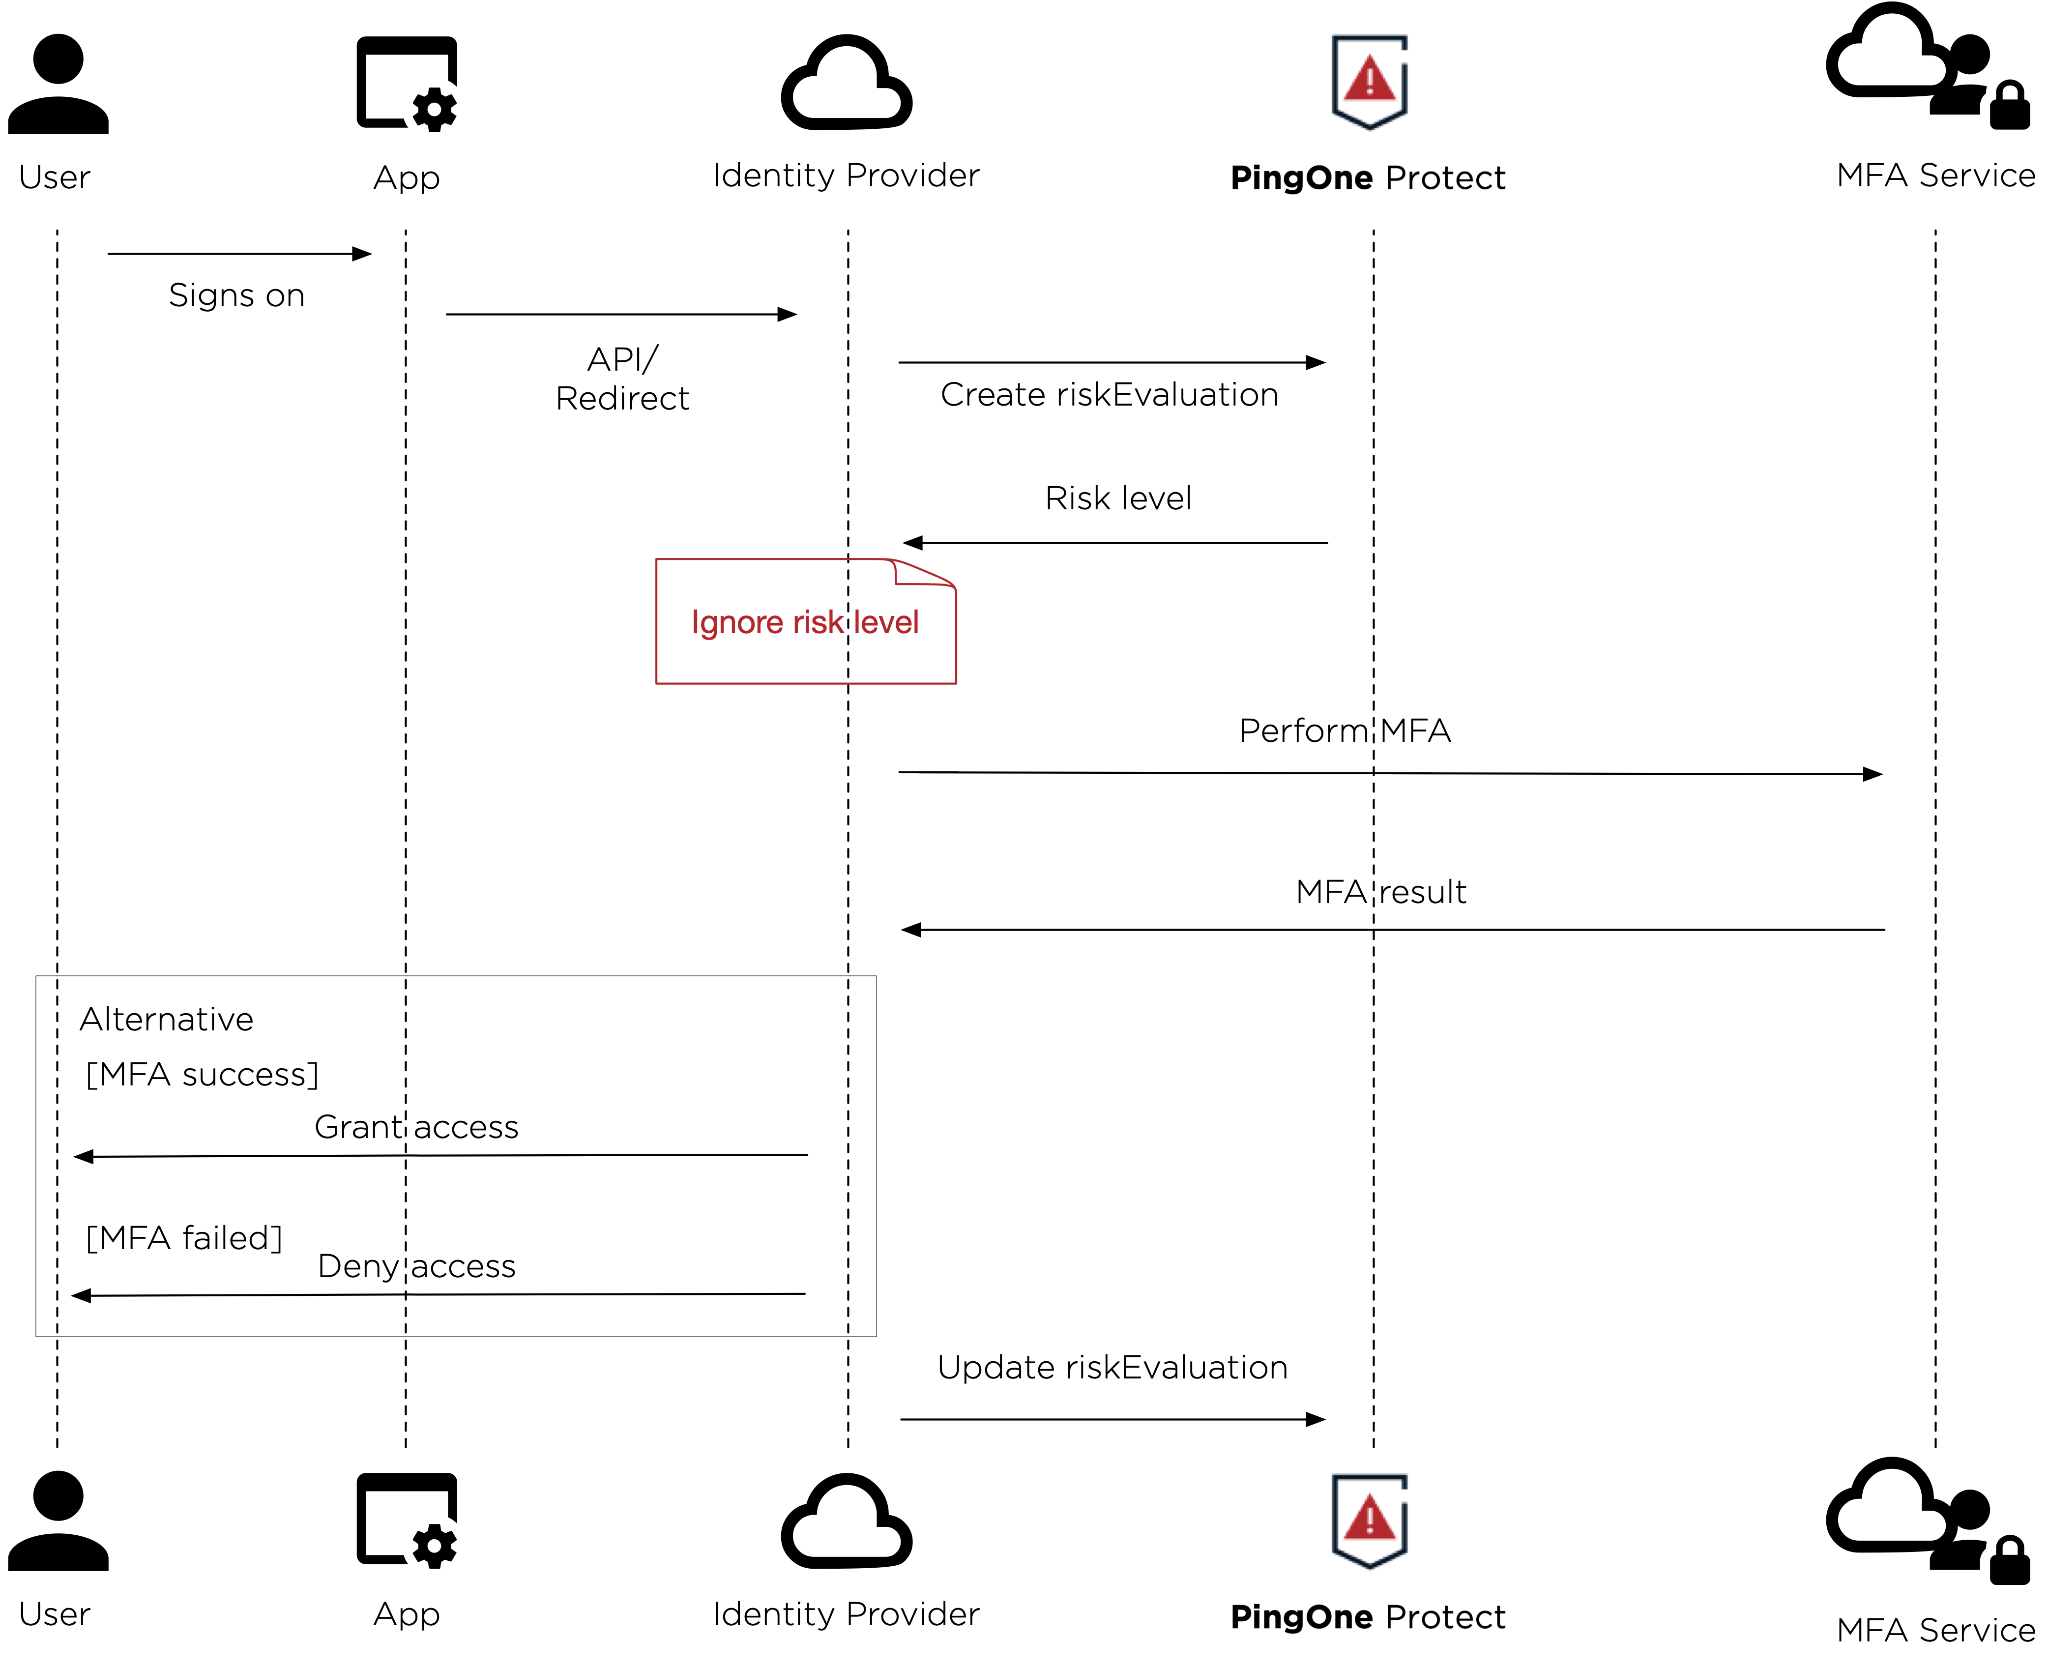 User
App
Identity Provider
PingOne Protect
MFA Service
Signs on
API/
Redirect
Create riskEvaluation
Risk level
Ignore risk level
Perform MFA
MFA result
Alternative
[MFA success]
Grant access
[MFA failed]
Deny access
Update riskEvaluation
User
App
Identity Provider
PingOne Protect
MFA Service